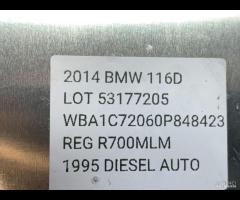 2014 BMW 116D
LOT 53177205
WBA1C72060P848423
REG R700MLM
1995 DIESEL AUTO